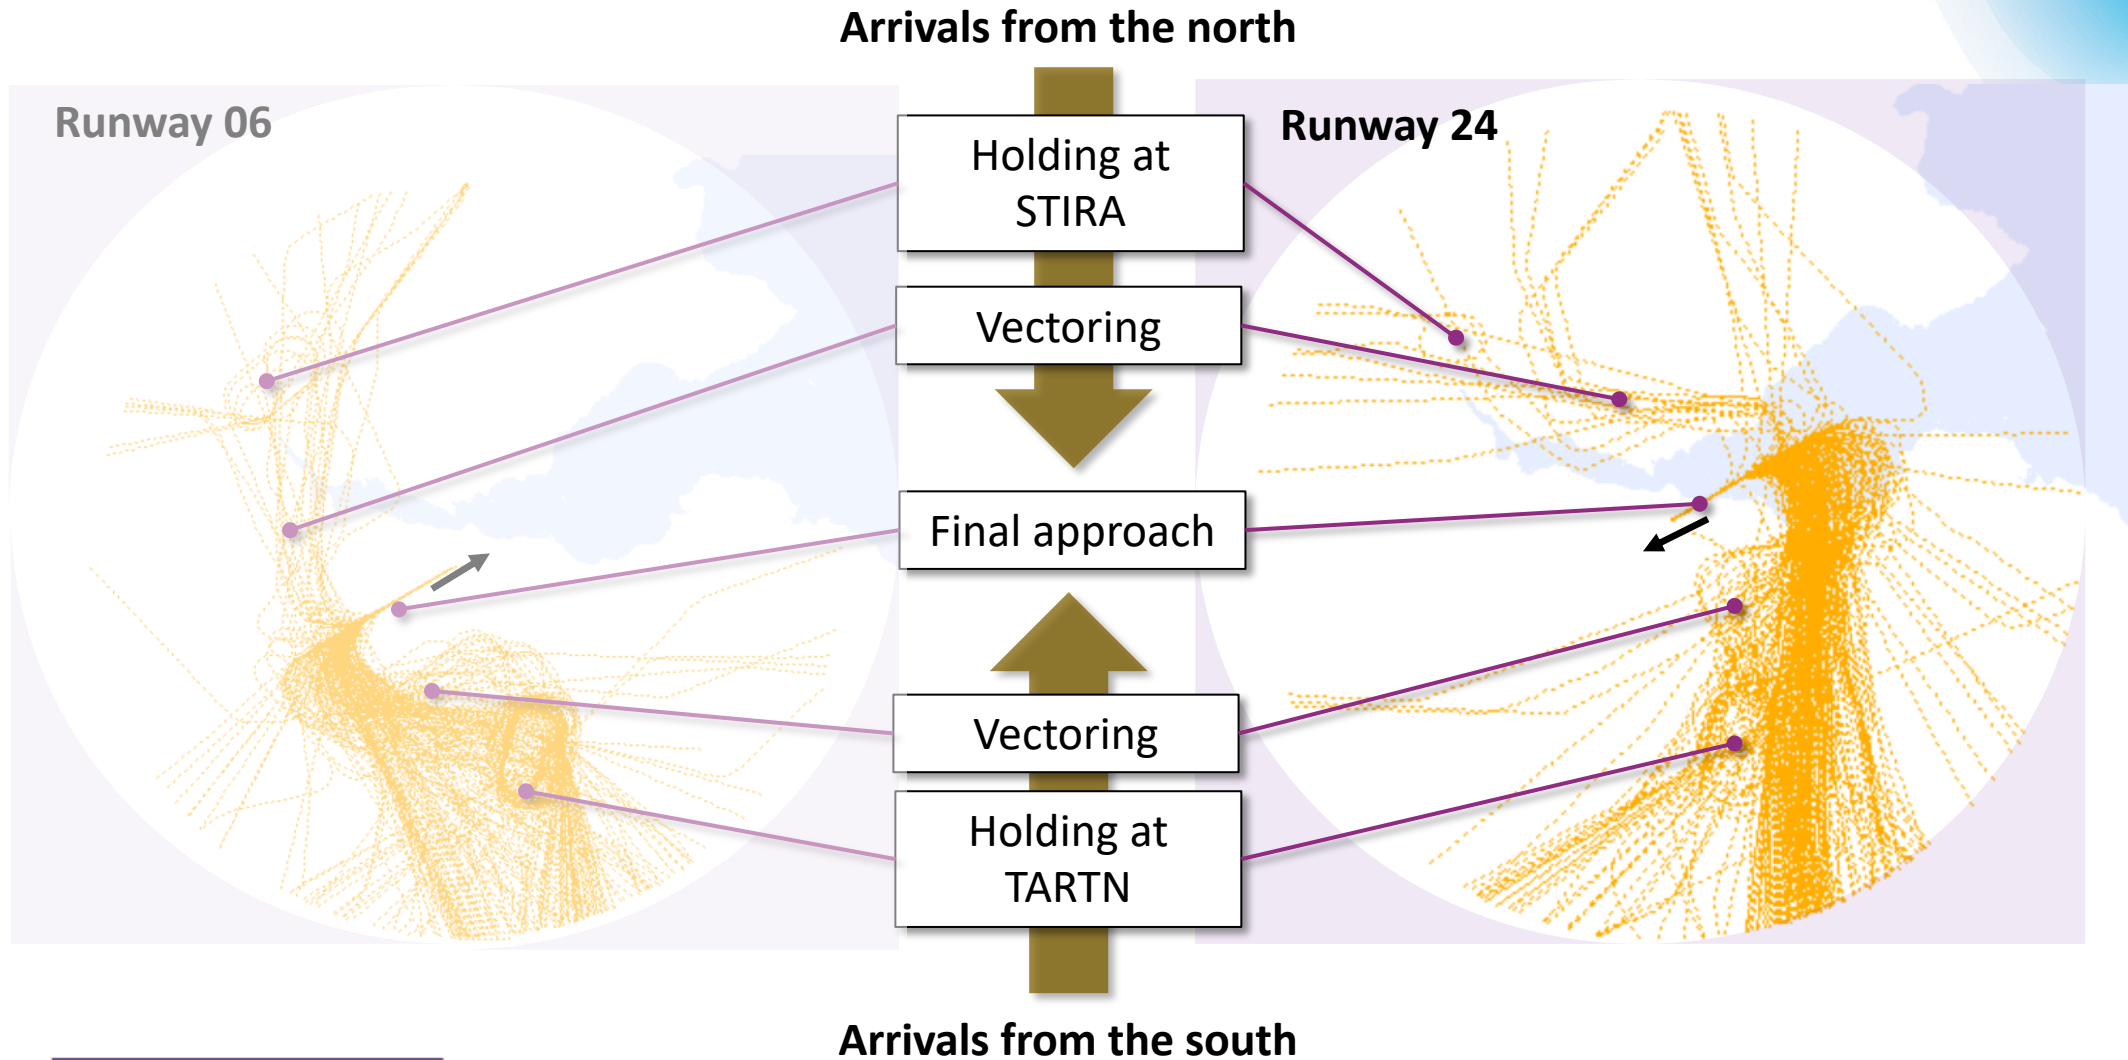 Arrivals from the north
Runway 06
Runway 24
Holding at
STIRA
Vectoring
Final approach
Vectoring
Holding at
TARTN
Arrivals from the south